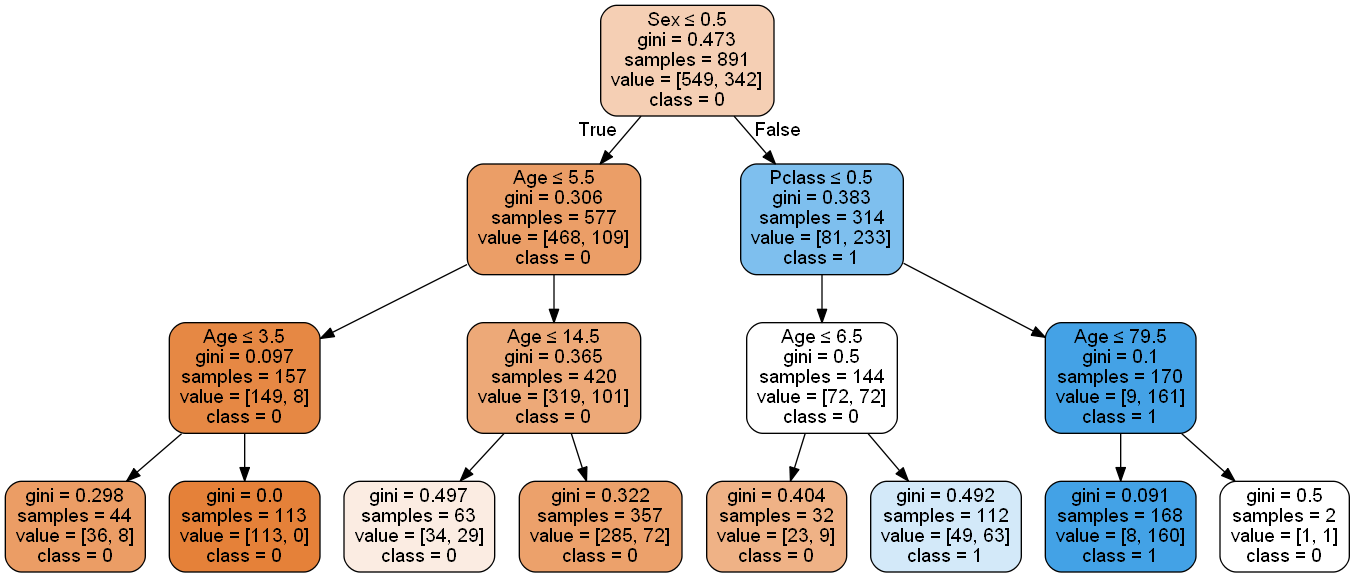 Sex ≤ 0.5
gini = 0.473
samples = 891
value = [549, 342]
class = 0
True
False
Age ≤ 5.5
gini = 0.306
samples = 577
value = [468, 109]
class = 0
Pclass ≤ 0.5
gini = 0.383
samples = 314
value = [81, 233]
class = 1
Age ≤ 3.5
gini = 0.097
samples = 157
value = [149, 8]
class = 0
Age ≤ 14.5
gini = 0.365
samples = 420
value = [319, 101]
class = 0
Age ≤ 6.5
gini = 0.5
samples = 144
value = [72, 72]
class = 0
Age ≤ 79.5
gini = 0.1
samples = 170
value = [9, 161]
class = 1
gini = 0.298
samples = 44
value = [36, 8]
class = 0
gini = 0.0
samples = 113
value = [113, 0]
class = 0
gini = 0.497
samples = 63
value = [34, 29]
class = 0
gini = 0.322
samples = 357
value = [285, 72]
class = 0
gini = 0.404
samples = 32
value = [23, 9]
class = 0
gini = 0.492
samples = 112
value = [49, 63]
class = 1
gini = 0.091
samples = 168
value = [8, 160]
class = 1
gini = 0.5
samples = 2
value = [1, 1]
class = 0